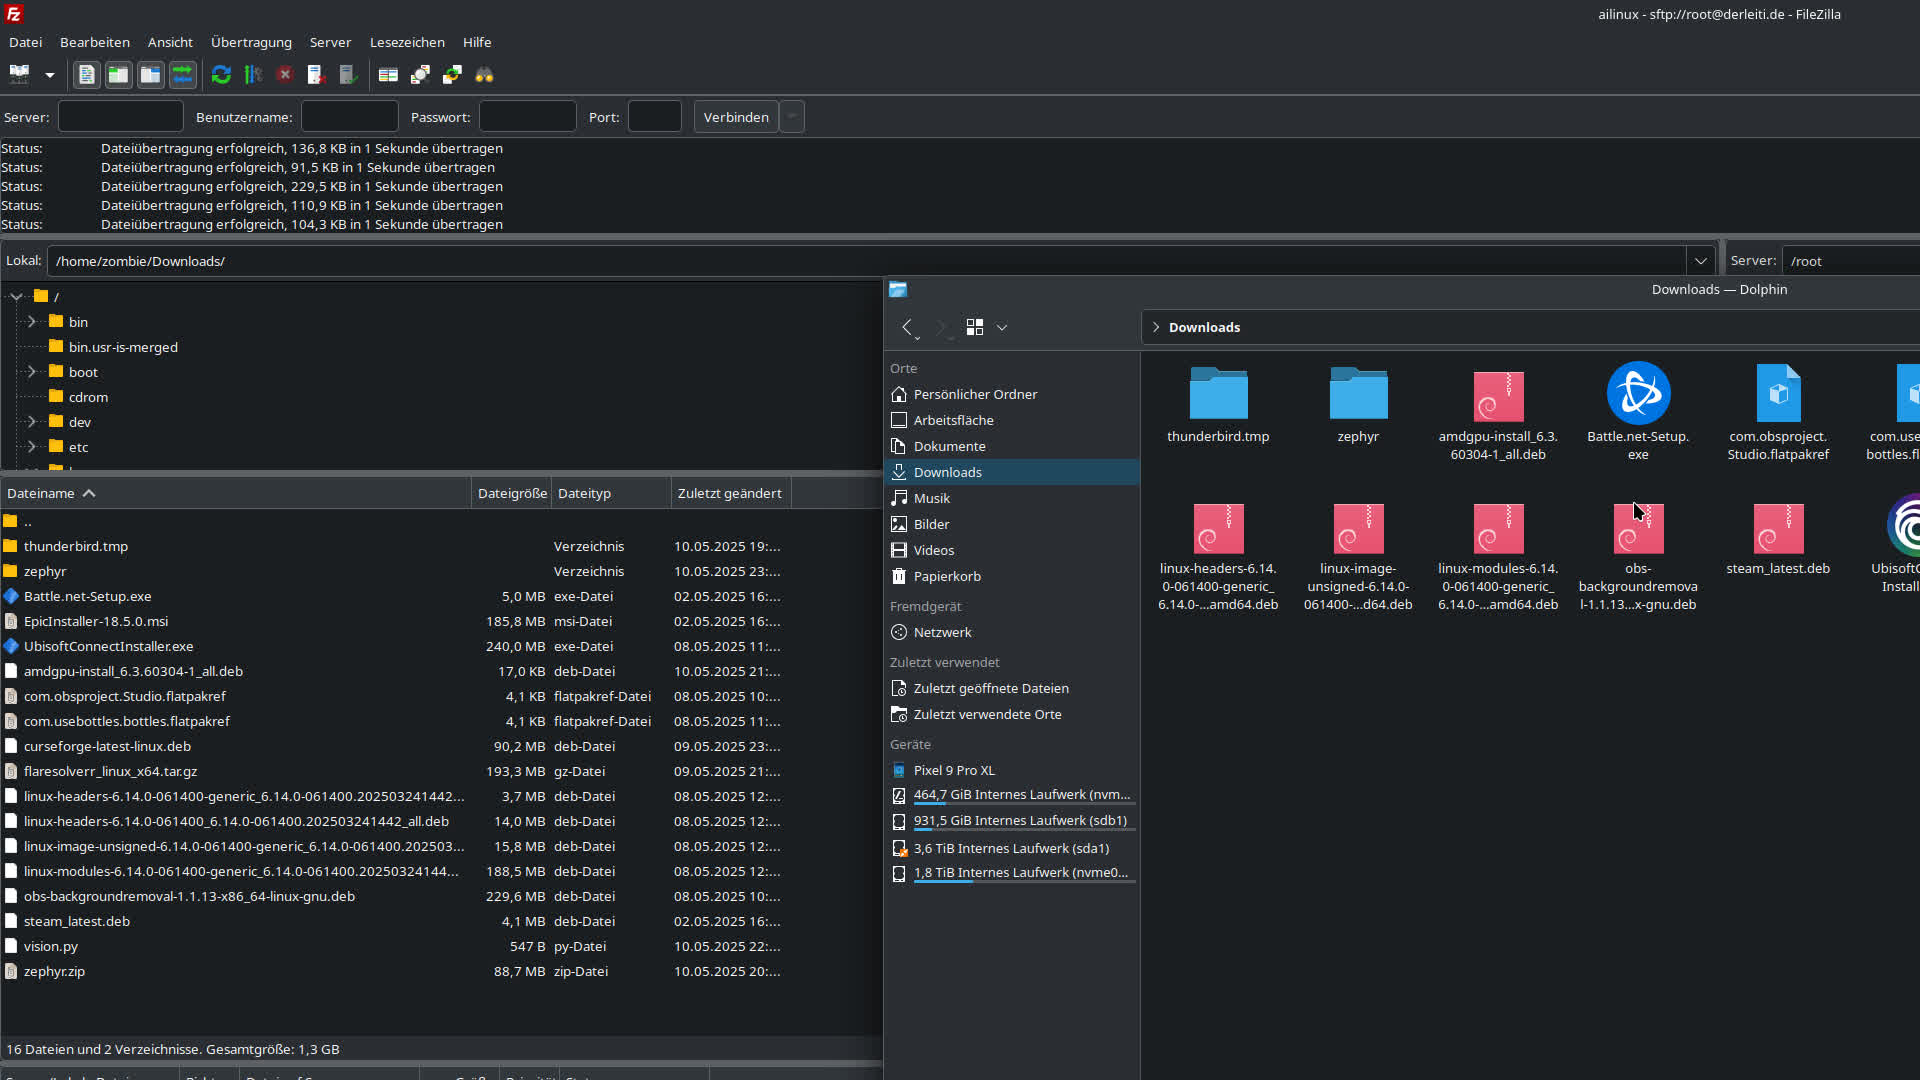 ailinux - sftp://root@derleiti.de - FileZilla
Datei Bearbeiten Ansicht Übertragung Server Lesezeichen Hilfe
Server: Benutzername: Passwort: Port: Verbinden
Status: Dateiübertragung erfolgreich, 136,8 KB in 1 Sekunde übertragen
Status: Dateiübertragung erfolgreich, 91,5 KB in 1 Sekunde übertragen
Status: Dateiübertragung erfolgreich, 229,5 KB in 1 Sekunde übertragen
Status: Dateiübertragung erfolgreich, 110,9 KB in 1 Sekunde übertragen
Status: Dateiübertragung erfolgreich, 104,3 KB in 1 Sekunde übertragen
Lokal: /home/zombie/Downloads/
Server: /root
/
bin
bin.usr-is-merged
boot
cdrom
dev
etc
Dateiname Dateigröße Dateityp Zuletzt geändert
..
thunderbird.tmp Verzeichnis 10.05.2025 19:...
zephyr Verzeichnis 10.05.2025 23:...
Battle.net-Setup.exe 5,0 MB exe-Datei 02.05.2025 16:...
EpicInstaller-18.5.0.msi 185,8 MB msi-Datei 02.05.2025 16:...
UbisoftConnectInstaller.exe 240,0 MB exe-Datei 08.05.2025 11:...
amdgpu-install_6.3.60304-1_all.deb 17,0 KB deb-Datei 10.05.2025 21:...
com.obsproject.Studio.flatpakref 4,1 KB flatpakref-Datei 08.05.2025 10:...
com.usebottles.bottles.flatpakref 4,1 KB flatpakref-Datei 08.05.2025 11:...
curseforge-latest-linux.deb 90,2 MB deb-Datei 09.05.2025 23:...
flaresolverr_linux_x64.tar.gz 193,3 MB gz-Datei 09.05.2025 21:...
linux-headers-6.14.0-061400-generic_6.14.0-061400.202503241442... 3,7 MB deb-Datei 08.05.2025 12:...
linux-headers-6.14.0-061400_6.14.0-061400.202503241442_all.deb 14,0 MB deb-Datei 08.05.2025 12:...
linux-image-unsigned-6.14.0-061400-generic_6.14.0-061400.202503... 15,8 MB deb-Datei 08.05.2025 12:...
linux-modules-6.14.0-061400-generic_6.14.0-061400.20250324144... 188,5 MB deb-Datei 08.05.2025 12:...
obs-backgroundremoval-1.1.13-x86_64-linux-gnu.deb 229,6 MB deb-Datei 08.05.2025 10:...
steam_latest.deb 4,1 MB deb-Datei 02.05.2025 16:...
vision.py 547 B py-Datei 10.05.2025 22:...
zephyr.zip 88,7 MB zip-Datei 10.05.2025 20:...
16 Dateien und 2 Verzeichnisse. Gesamtgröße: 1,3 GB
Downloads — Dolphin
Downloads
Orte
Persönlicher Ordner
Arbeitsfläche
Dokumente
Downloads
Musik
Bilder
Videos
Papierkorb
Fremdgerät
Netzwerk
Zuletzt verwendet
Zuletzt geöffnete Dateien
Zuletzt verwendete Orte
Geräte
Pixel 9 Pro XL
464,7 GiB Internes Laufwerk (nvm...
931,5 GiB Internes Laufwerk (sdb1)
3,6 TiB Internes Laufwerk (sda1)
1,8 TiB Internes Laufwerk (nvme0...
thunderbird.tmp
zephyr
amdgpu-install_6.3.
60304-1_all.deb
Battle.net-Setup.
exe
com.obsproject.
Studio.flatpakref
com.use
bottles.fl
linux-headers-6.14.
0-061400-generic_
6.14.0-...amd64.deb
linux-image-
unsigned-6.14.0-
061400-...d64.deb
linux-modules-6.14.
0-061400-generic_
6.14.0-...amd64.deb
obs-
backgroundremova
l-1.1.13...x-gnu.deb
steam_latest.deb
UbisoftC
Install